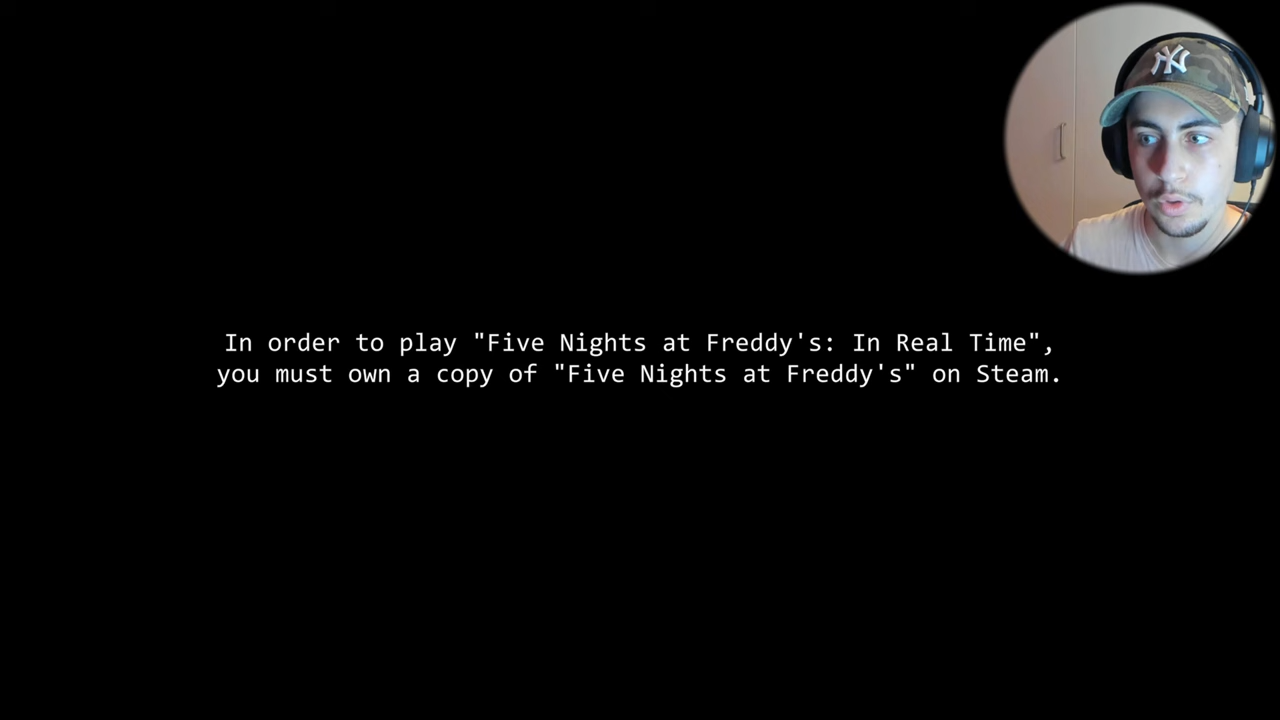 In order to play "Five Nights at Freddy's: In Real Time",
you must own a copy of "Five Nights at Freddy's" on Steam.
NY